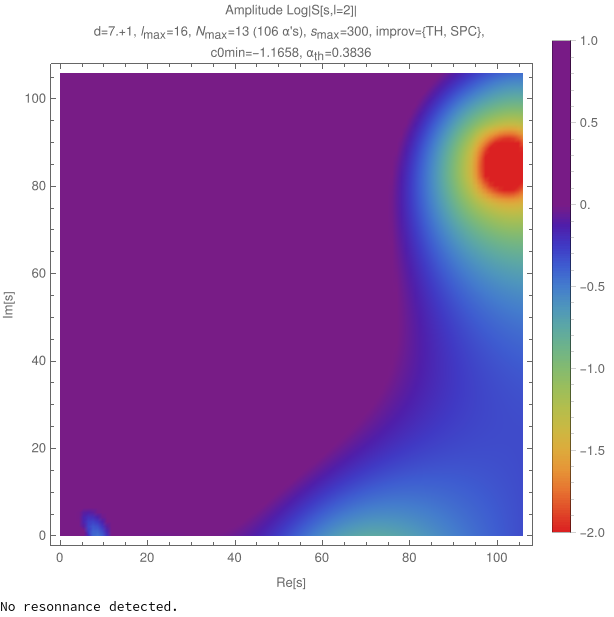 Amplitude Log|S[s,l=2]|
d=7.+1, lmax=16, Nmax=13 (106 α's), smax=300, improv={TH, SPC},
c0min=−1.1658, αth=0.3836
1.0
0.5
0.
−0.5
−1.0
−1.5
−2.0
100
80
60
40
20
0
Im[s]
0 20 40 60 80 100
Re[s]
No resonnance detected.